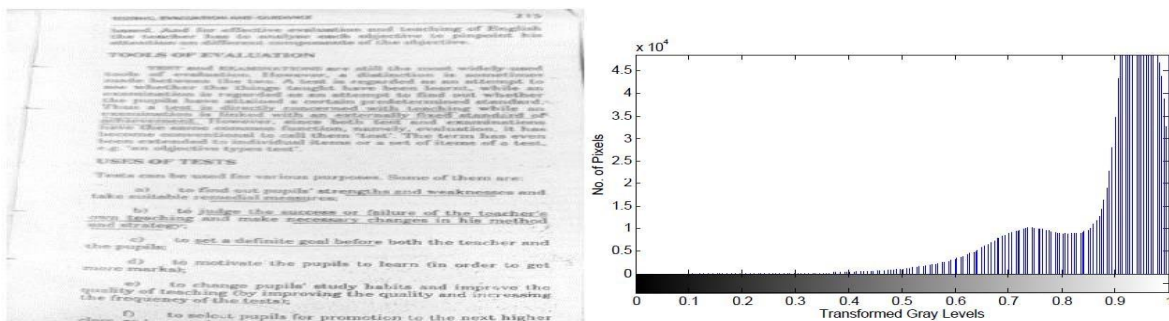 TESTING, EVALUATION AND GUIDANCE 215
based. And for effective evaluation and teaching of English
the teacher has to analyse each objective to pinpoint his
attention on different components of the objective.
TOOLS OF EVALUATION
TEST and EXAMINATIONS are still the most widely used
tools of evaluation. However, a distinction is sometimes
made between the two. A test is regarded as an attempt to
see whether the things taught have been learnt, while an
examination is regarded as an attempt to find out whether
the pupils have attained a certain predetermined standard.
Thus a test is directly concerned with teaching while an
examination is linked with an externally fixed standard of
achievement. However, since both test and examinations
have the same common function, namely, evaluation, it has
become conventional to call them 'test'. The term has even
been extended to individual items or a set of items of a test,
e.g. 'an objective types test'.
USES OF TESTS
Tests can be used for various purposes. Some of them are:
a) to find out pupils' strengths and weaknesses and
take suitable remedial measures;
b) to judge the success or failure of the teacher's
own teaching and make necessary changes in his method
and strategy;
c) to set a definite goal before both the teacher and
the pupils;
d) to motivate the pupils to learn (in order to get
more marks);
e) to change pupils' study habits and improve the
quality of teaching (by improving the quality and increasing
the frequency of the tests);
f) to select pupils for promotion to the next higher
x 10⁴
4.5
4
3.5
3
2.5
2
1.5
1
0.5
0
No. of Pixels
0 0.1 0.2 0.3 0.4 0.5 0.6 0.7 0.8 0.9 1
Transformed Gray Levels